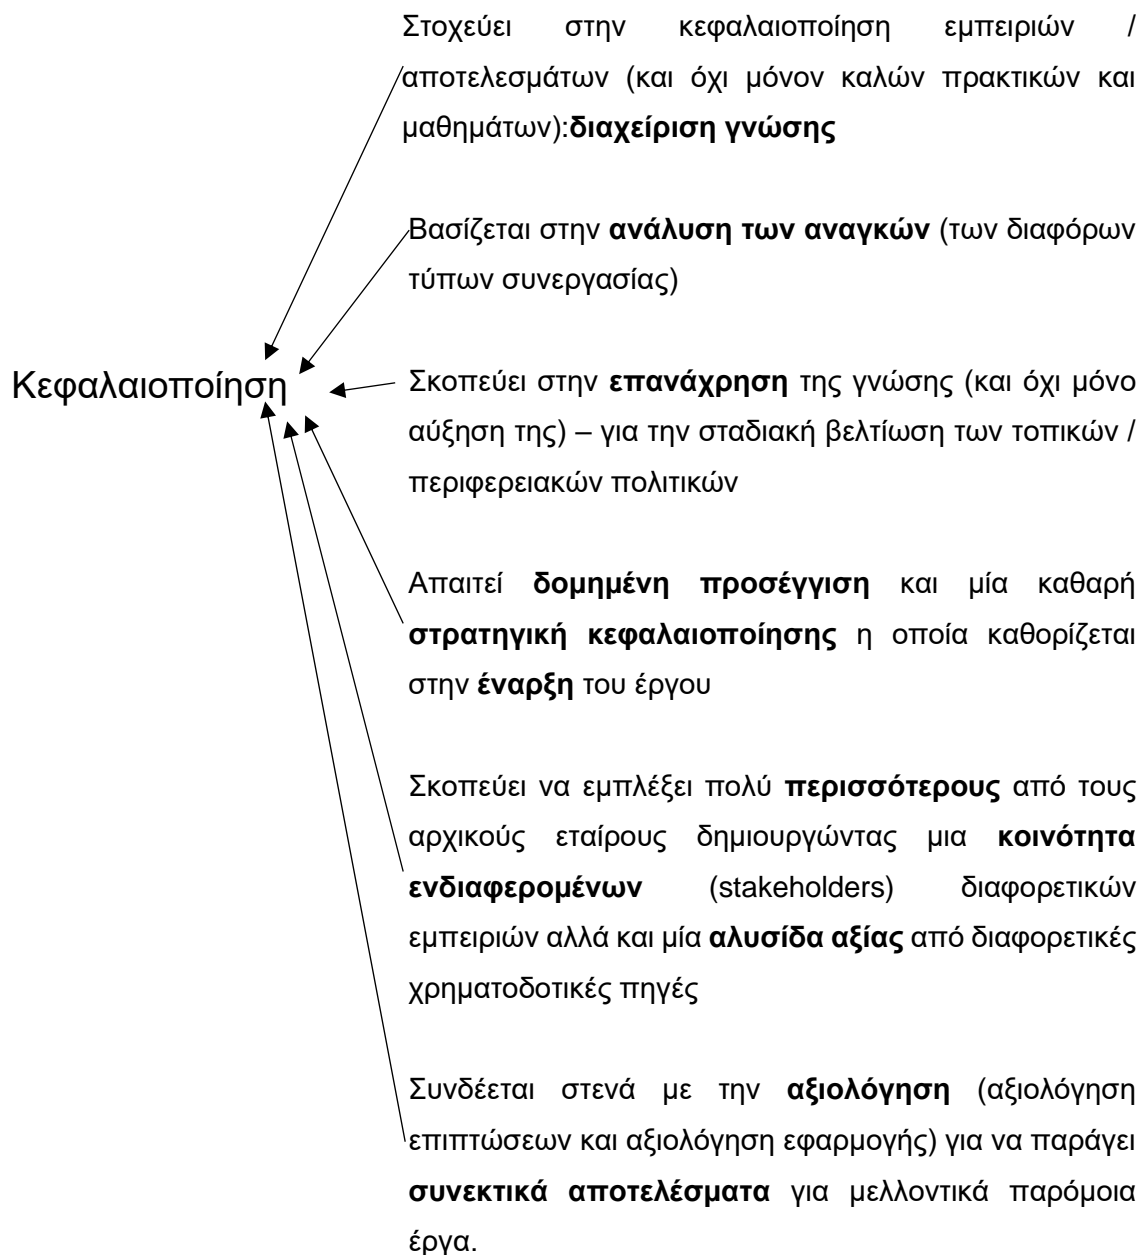 Στοχεύει στην κεφαλαιοποίηση εμπειριών /
αποτελεσμάτων (και όχι μόνον καλών πρακτικών και
μαθημάτων):διαχείριση γνώσης
Βασίζεται στην ανάλυση των αναγκών (των διαφόρων
τύπων συνεργασίας)
Κεφαλαιοποίηση
Σκοπεύει στην επανάχρηση της γνώσης (και όχι μόνο
αύξηση της) – για την σταδιακή βελτίωση των τοπικών /
περιφερειακών πολιτικών
Απαιτεί δομημένη προσέγγιση και μία καθαρή
στρατηγική κεφαλαιοποίησης η οποία καθορίζεται
στην έναρξη του έργου
Σκοπεύει να εμπλέξει πολύ περισσότερους από τους
αρχικούς εταίρους δημιουργώντας μια κοινότητα
ενδιαφερομένων (stakeholders) διαφορετικών
εμπειριών αλλά και μία αλυσίδα αξίας από διαφορετικές
χρηματοδοτικές πηγές
Συνδέεται στενά με την αξιολόγηση (αξιολόγηση
επιπτώσεων και αξιολόγηση εφαρμογής) για να παράγει
συνεκτικά αποτελέσματα για μελλοντικά παρόμοια
έργα.